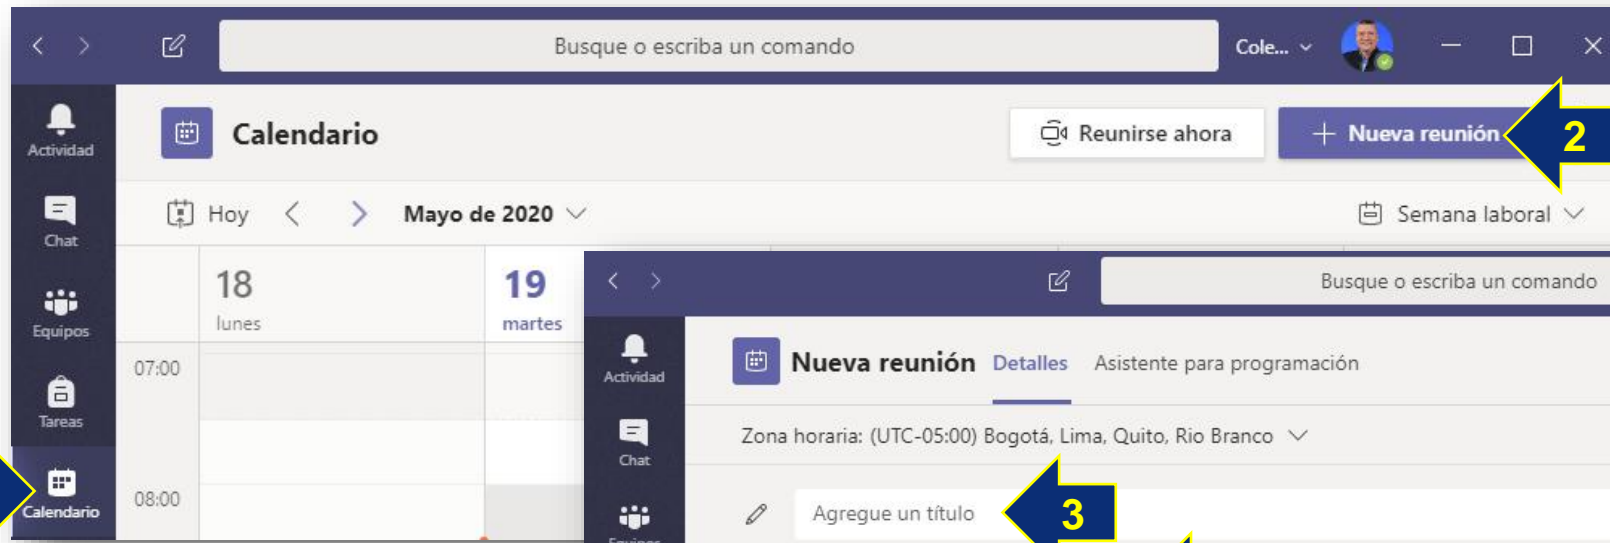 Busque o escriba un comando
Cole...
Actividad
Calendario
Reunirse ahora
+ Nueva reunión
2
Chat
Hoy
Mayo de 2020
Semana laboral
Equipos
18
lunes
19
martes
Tareas
07:00
Calendario
08:00
Busque o escriba un comando
Actividad
Nueva reunión
Detalles
Asistente para programación
Chat
Zona horaria: (UTC-05:00) Bogotá, Lima, Quito, Rio Branco
Equipos
Agregue un título
3